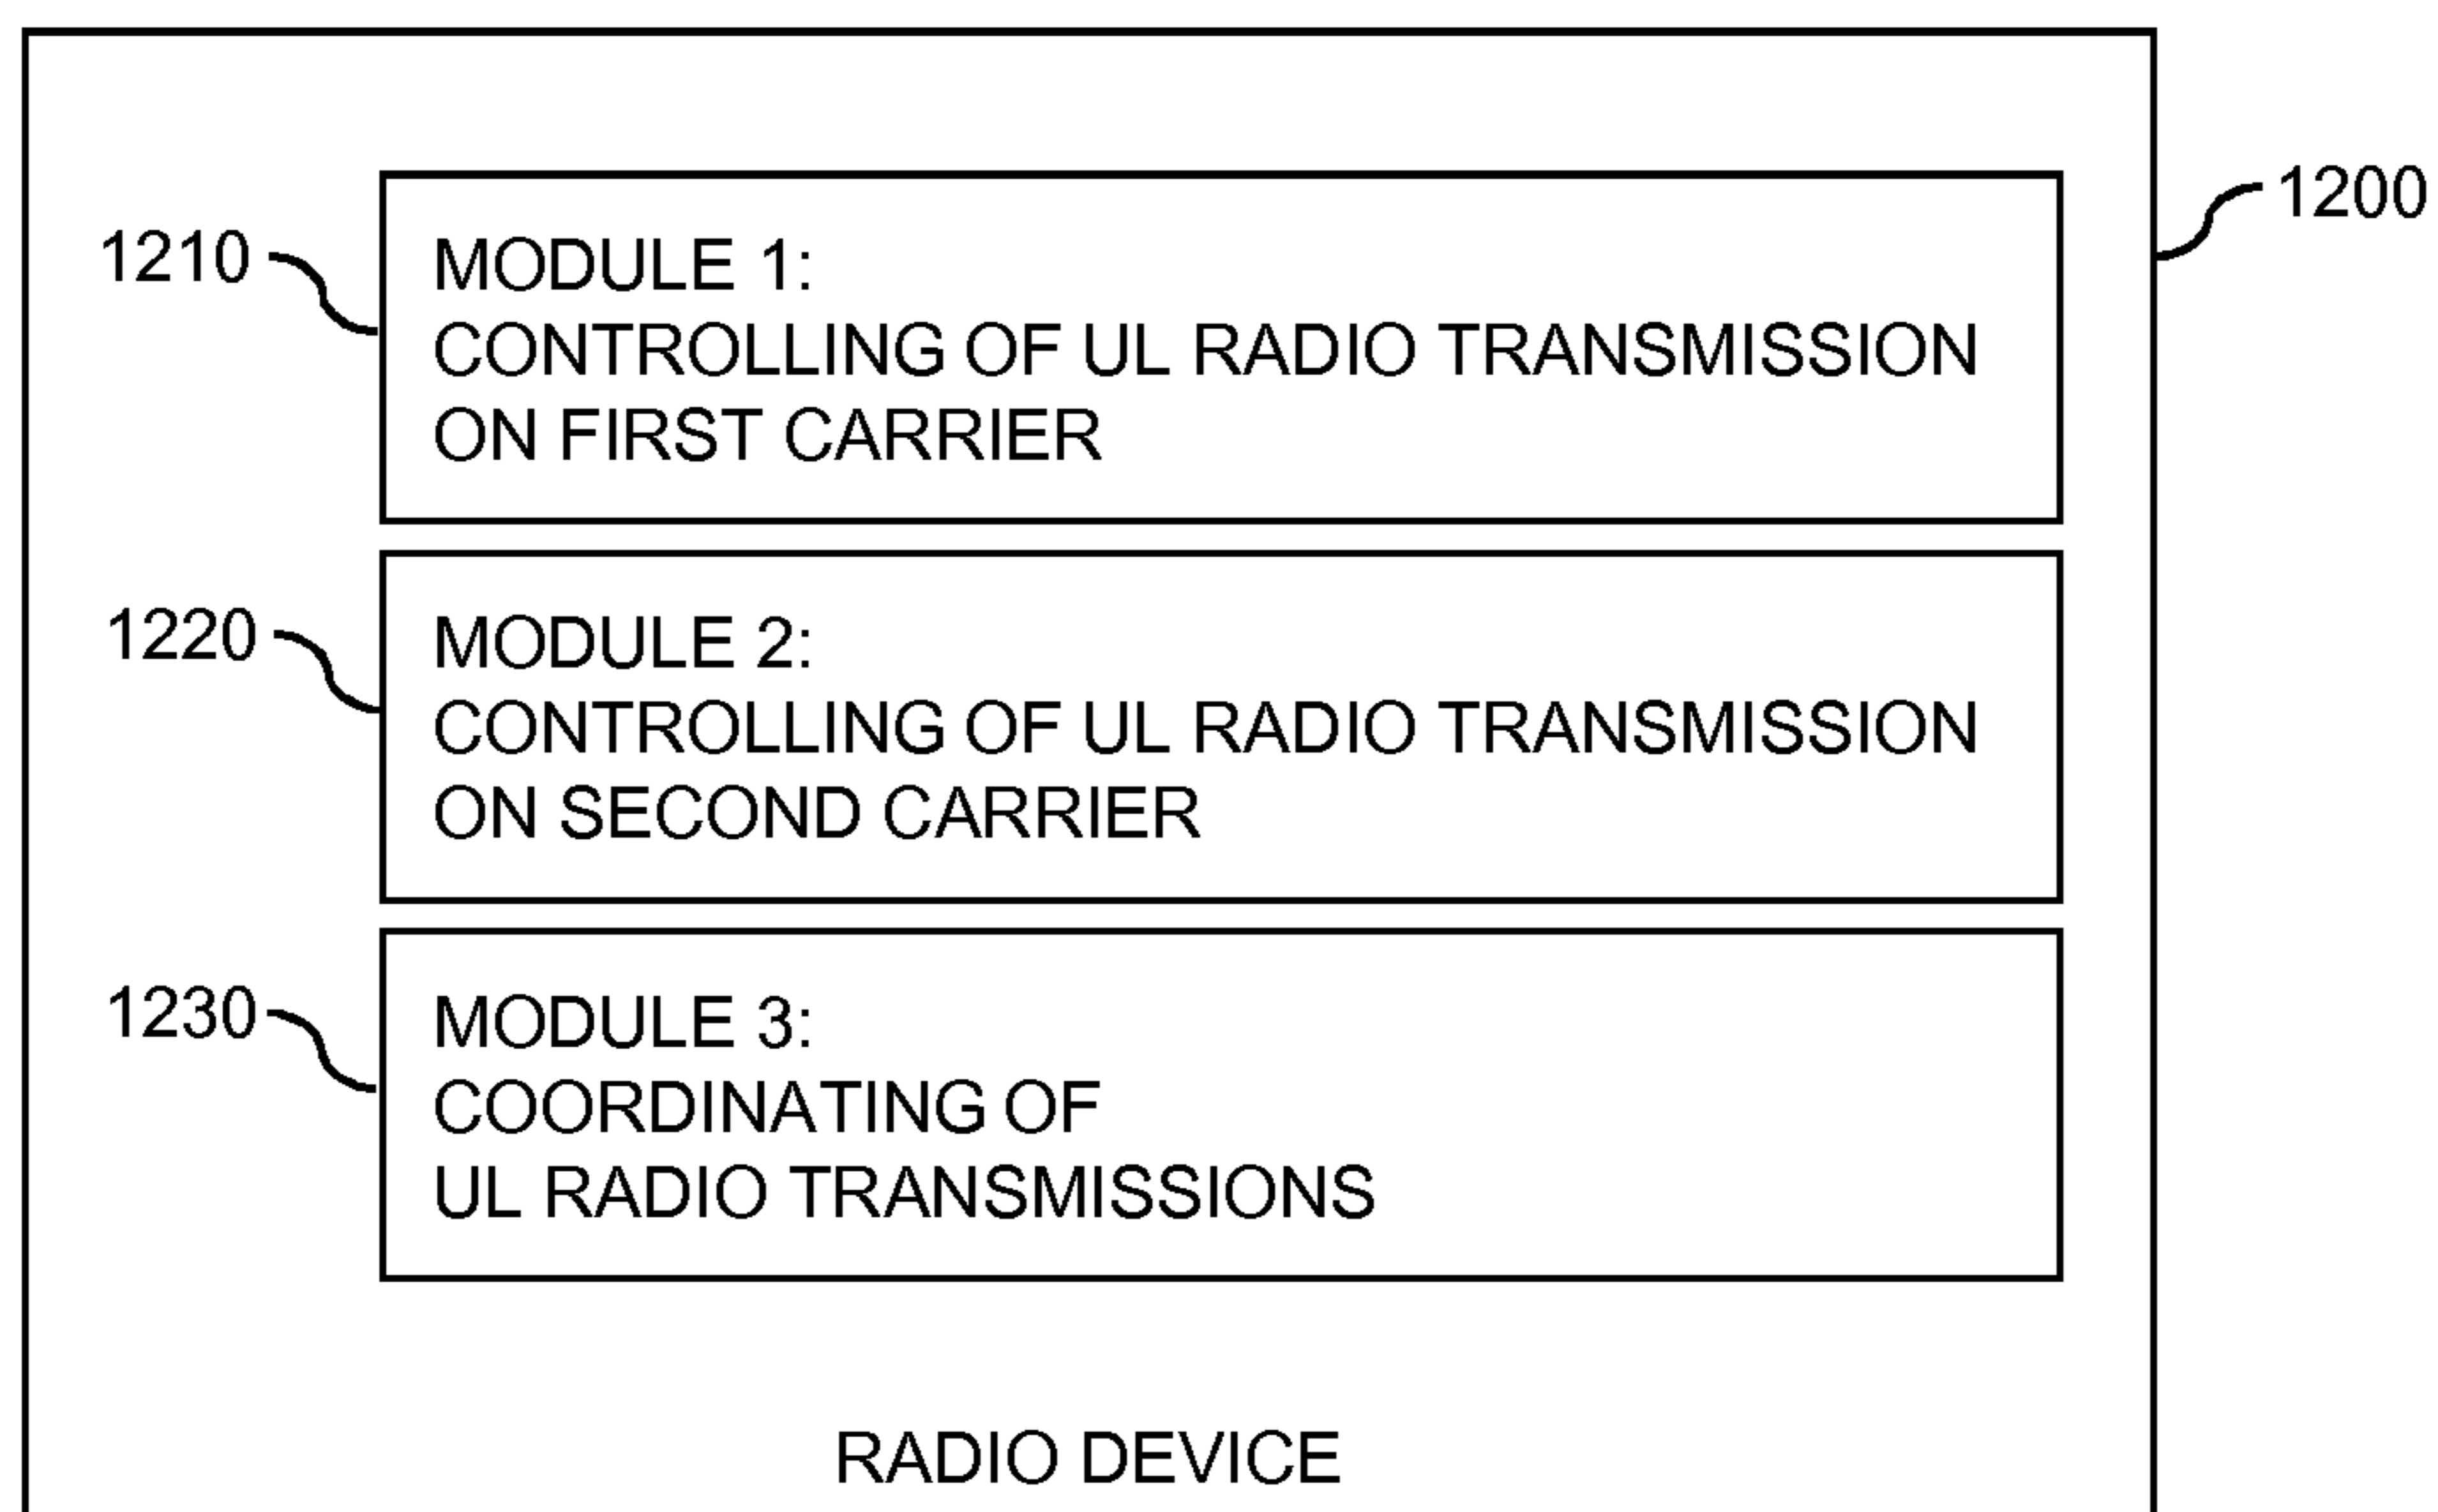 1200
1210
MODULE 1:
CONTROLLING OF UL RADIO TRANSMISSION
ON FIRST CARRIER
1220
MODULE 2:
CONTROLLING OF UL RADIO TRANSMISSION
ON SECOND CARRIER
1230
MODULE 3:
COORDINATING OF
UL RADIO TRANSMISSIONS
RADIO DEVICE